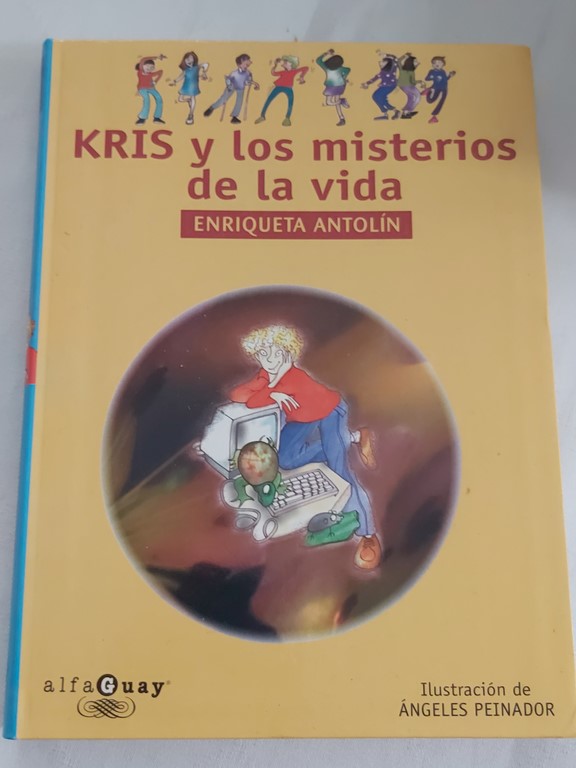 KRIS y los misterios
de la vida
ENRIQUETA ANTOLÍN
alfaGuay®
Ilustración de
ÁNGELES PEINADOR